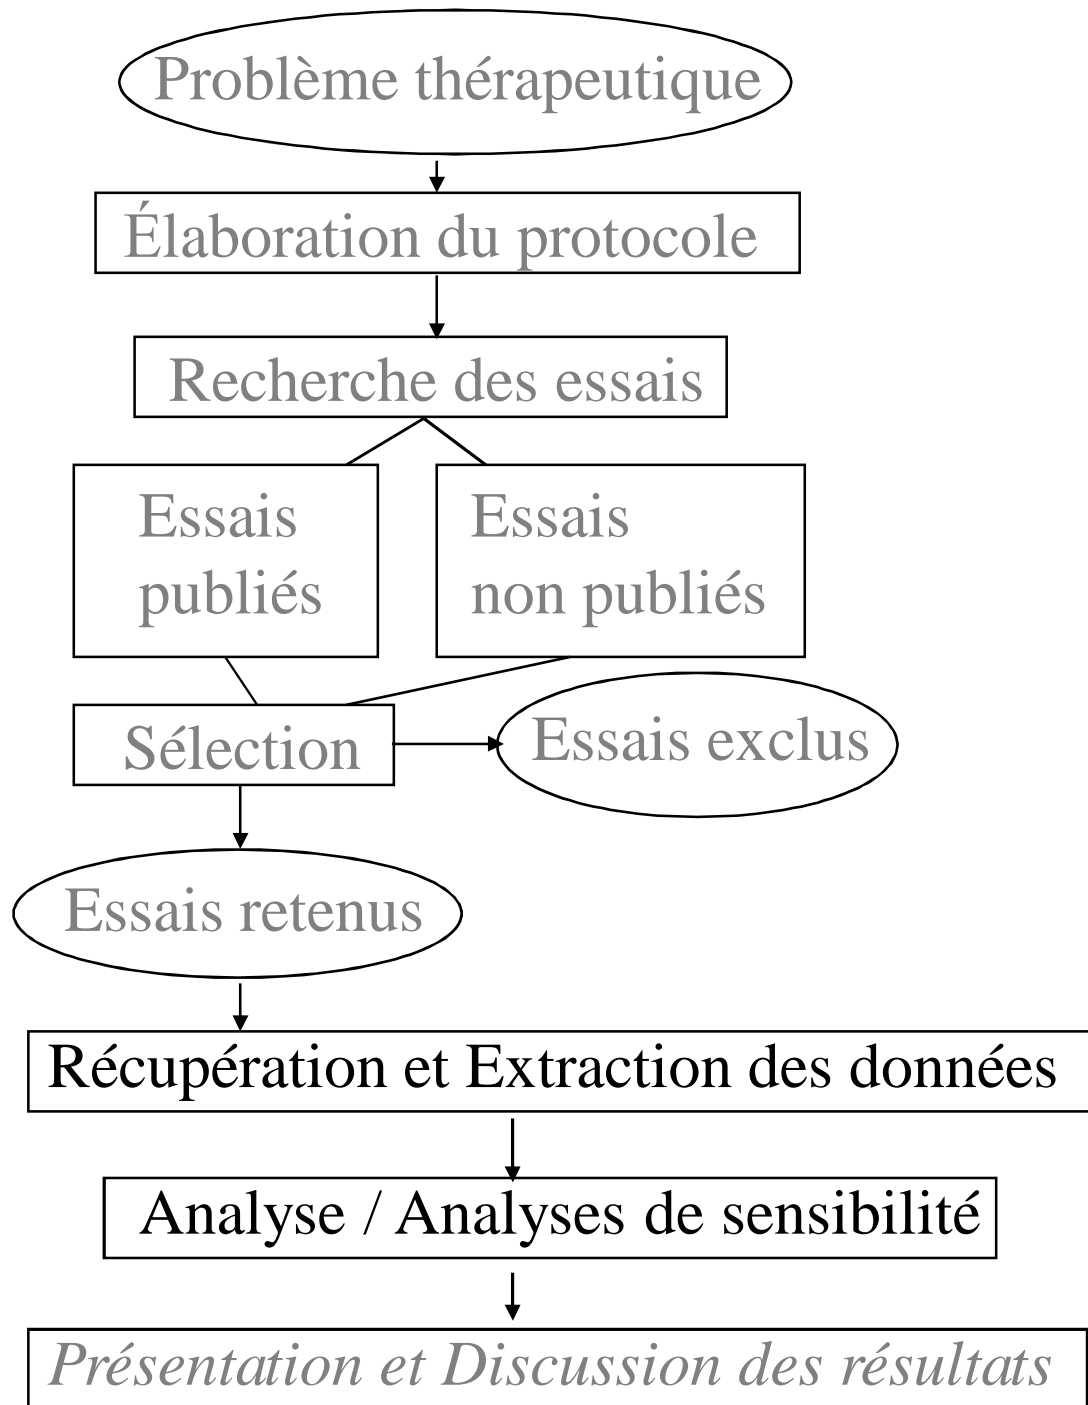 Problème thérapeutique
Élaboration du protocole
Recherche des essais
Essais
publiés
Essais
non publiés
Sélection
Essais exclus
Essais retenus
Récupération et Extraction des données
Analyse / Analyses de sensibilité
Présentation et Discussion des résultats